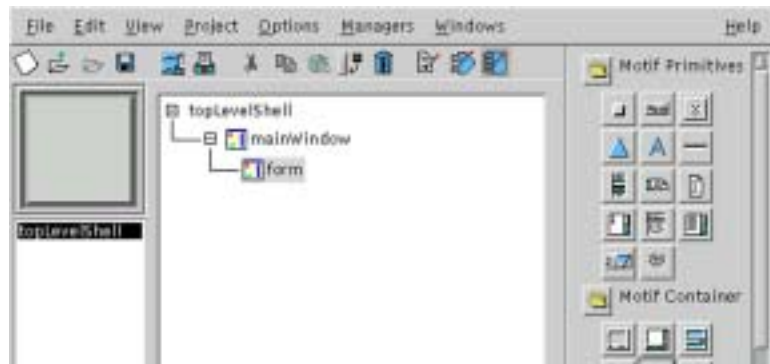 File Edit View Project Options Managers Windows Help
Motif Primitives
topLevelShell
mainWindow
form
topLevelShell
Motif Container